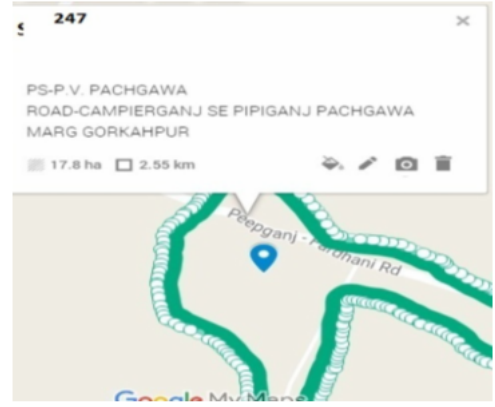 247
PS-P.V. PACHGAWA
ROAD-CAMPIERGANJ SE PIPIGANJ PACHGAWA
MARG GORKAHPUR
17.8 ha 2.55 km
Peepganj - Pardhani Rd
Google My Maps